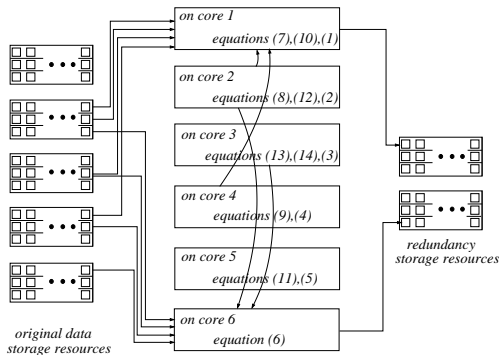 on core 1
equations (7),(10),(1)
on core 2
equations (8),(12),(2)
on core 3
equations (13),(14),(3)
on core 4
equations (9),(4)
on core 5
equations (11),(5)
on core 6
equation (6)
original data
storage resources
redundancy
storage resources